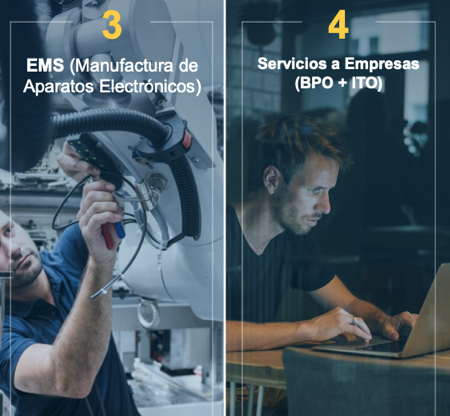 3
EMS (Manufactura de
Aparatos Electrónicos)
4
Servicios a Empresas
(BPO + ITO)